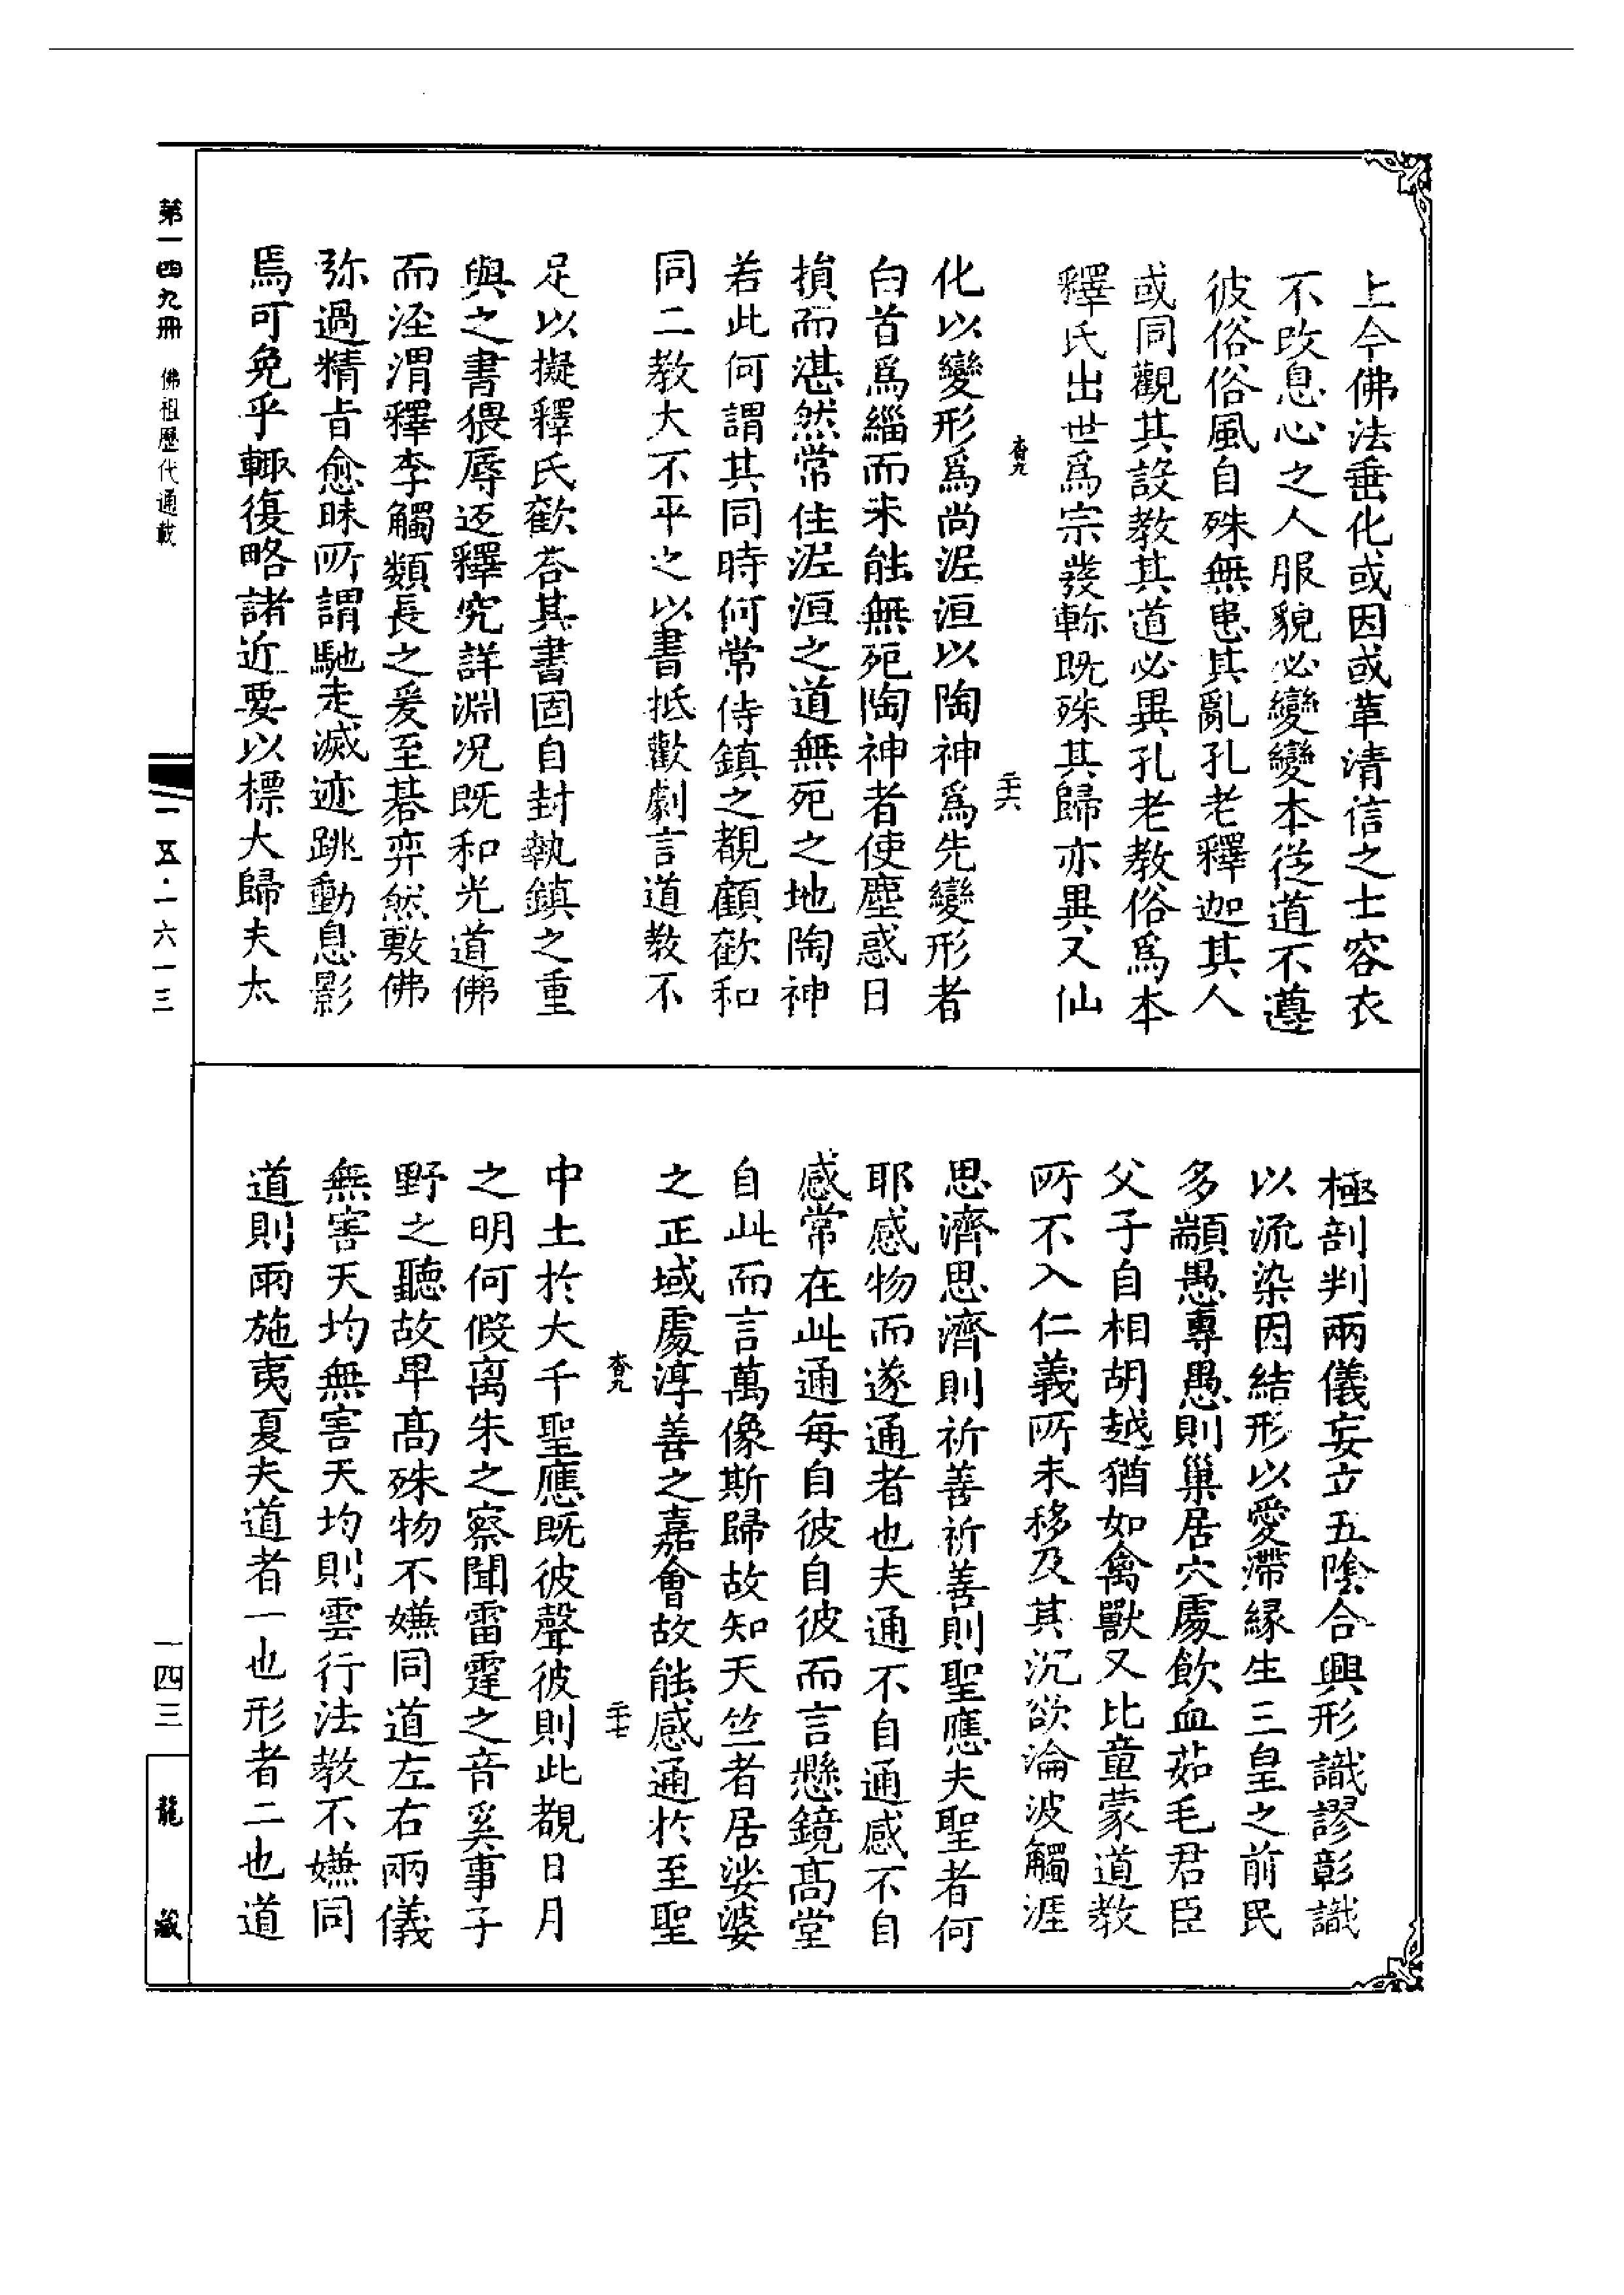 上今佛法垂化或因或革清信之士容衣
不改息心之人服貌必變變本從道不遵
彼俗俗風自殊無患其亂孔老釋迦其人
或同觀其設教其道必異孔老教俗爲本
釋氏出世爲宗發軫既殊其歸亦異又仙
杳九
二十六
化以變形爲尚泥洹以陶神爲先變形者
白首爲緇而未能無死陶神者使塵惑日
損而湛然常住泥洹之道無死之地陶神
若此何謂其同時何常侍鎮之覩顧歡和
同二教大不平之以書抵歡劇言道教不
足以擬釋氏歡荅其書固自封執鎮之重
與之書猥辱返釋究詳淵况既和光道佛
而涇渭釋李觸類長之爰至碁弈然敷佛
弥過精旨愈昧所謂馳走滅迹跳動息影
焉可免乎輙復略諸近要以標大歸夫太
極剖判兩儀妄立五陰合興形識謬彰識
以流染因結形以愛滯緣生三皇之前民
多顓愚專愚則巢居穴處飲血茹毛君臣
父子自相胡越猶如禽獸又比童蒙道教
所不入仁義所未移及其沉欲淪波觸涯
思濟思濟則祈善祈善則聖應夫聖者何
耶感物而遂通者也夫通不自通感不自
感常在此通每自彼自彼而言懸鏡高堂
自此而言萬像斯歸故知天竺者居娑婆
之正域處淳善之嘉會故能感通於至聖
杳九
二十七
中土於大千聖應既彼聲彼則此覩日月
之明何假离朱之察聞雷霆之音奚事子
野之聽故卑高殊物不嫌同道左右兩儀
無害天均無害天均則雲行法教不嫌同
道則雨施夷夏夫道者一也形者二也道
第一四九冊 佛祖歷代通載
一五·一六一三
一四三
龍藏